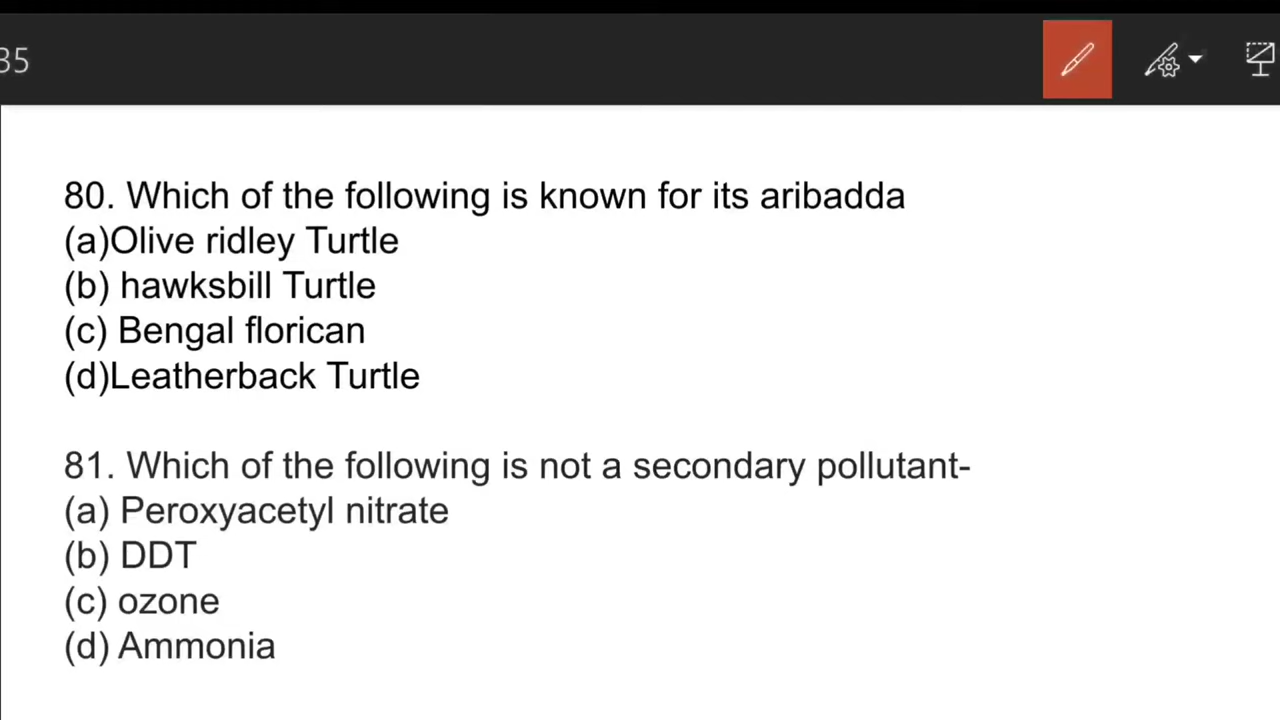 35
80. Which of the following is known for its aribadda
(a)Olive ridley Turtle
(b) hawksbill Turtle
(c) Bengal florican
(d)Leatherback Turtle
81. Which of the following is not a secondary pollutant-
(a) Peroxyacetyl nitrate
(b) DDT
(c) ozone
(d) Ammonia